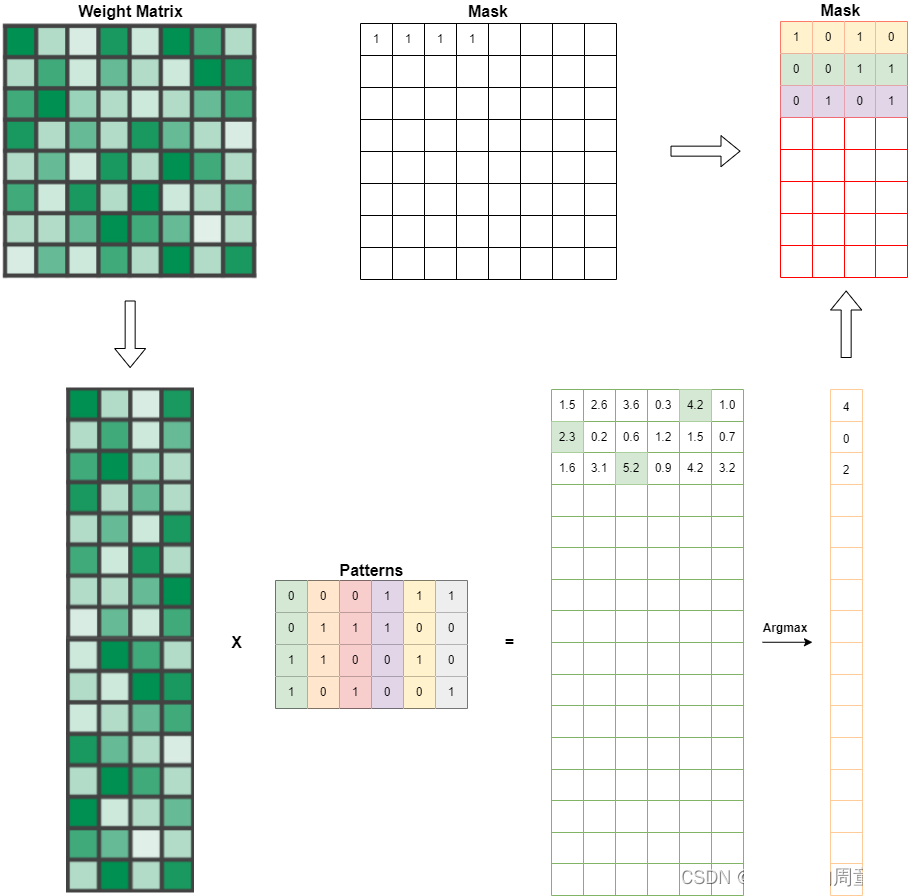 Weight Matrix
Mask
Mask
1 1 1 1
1 0 1 0
0 0 1 1
0 1 0 1
1.5 2.6 3.6 0.3 4.2 1.0
2.3 0.2 0.6 1.2 1.5 0.7
1.6 3.1 5.2 0.9 4.2 3.2
4
0
2
Patterns
0 0 0 1 1 1
0 1 1 1 0 0
1 1 0 0 1 0
1 0 1 0 0 1
X
=
Argmax
CSDN
周童